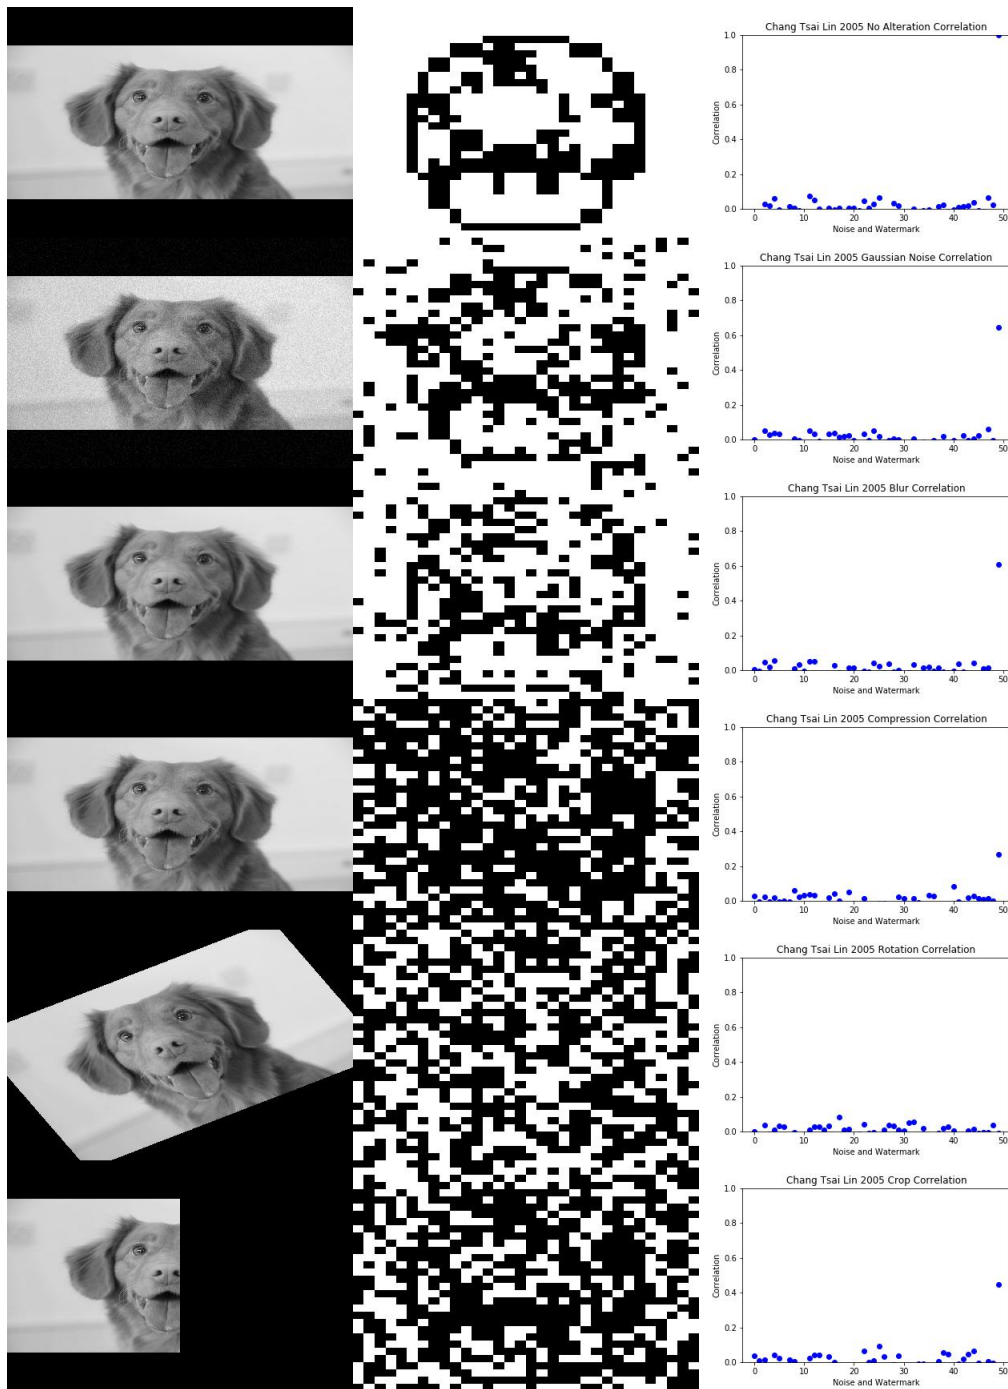 Chang Tsai Lin 2005 No Alteration Correlation
1.0
0.8
0.6
0.4
0.2
0.0
Correlation
0 10 20 30 40 50
Noise and Watermark
Chang Tsai Lin 2005 Gaussian Noise Correlation
1.0
0.8
0.6
0.4
0.2
0.0
Correlation
0 10 20 30 40 50
Noise and Watermark
Chang Tsai Lin 2005 Blur Correlation
1.0
0.8
0.6
0.4
0.2
0.0
Correlation
0 10 20 30 40 50
Noise and Watermark
Chang Tsai Lin 2005 Compression Correlation
1.0
0.8
0.6
0.4
0.2
0.0
Correlation
0 10 20 30 40 50
Noise and Watermark
Chang Tsai Lin 2005 Rotation Correlation
1.0
0.8
0.6
0.4
0.2
0.0
Correlation
0 10 20 30 40 50
Noise and Watermark
Chang Tsai Lin 2005 Crop Correlation
1.0
0.8
0.6
0.4
0.2
0.0
Correlation
0 10 20 30 40 50
Noise and Watermark